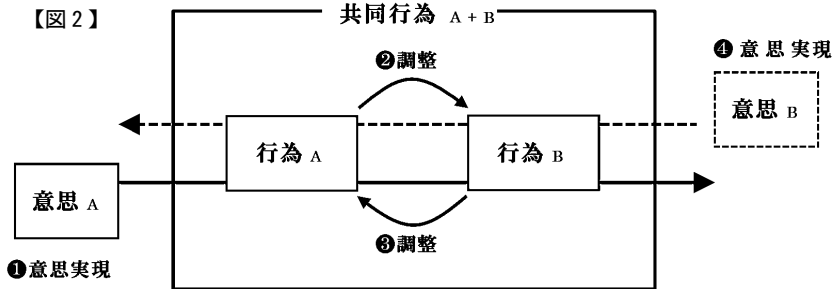 【図2】
共同行為 A + B
❷調整
❹意思実現
意思 B
行為 A
行為 B
意思 A
❸調整
❶意思実現